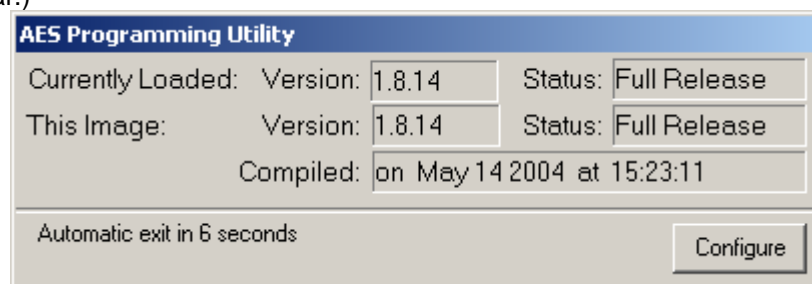 AES Programming Utility
Currently Loaded: Version: 1.8.14 Status: Full Release
This Image: Version: 1.8.14 Status: Full Release
Compiled: on May 14 2004 at 15:23:11
Automatic exit in 6 seconds
Configure